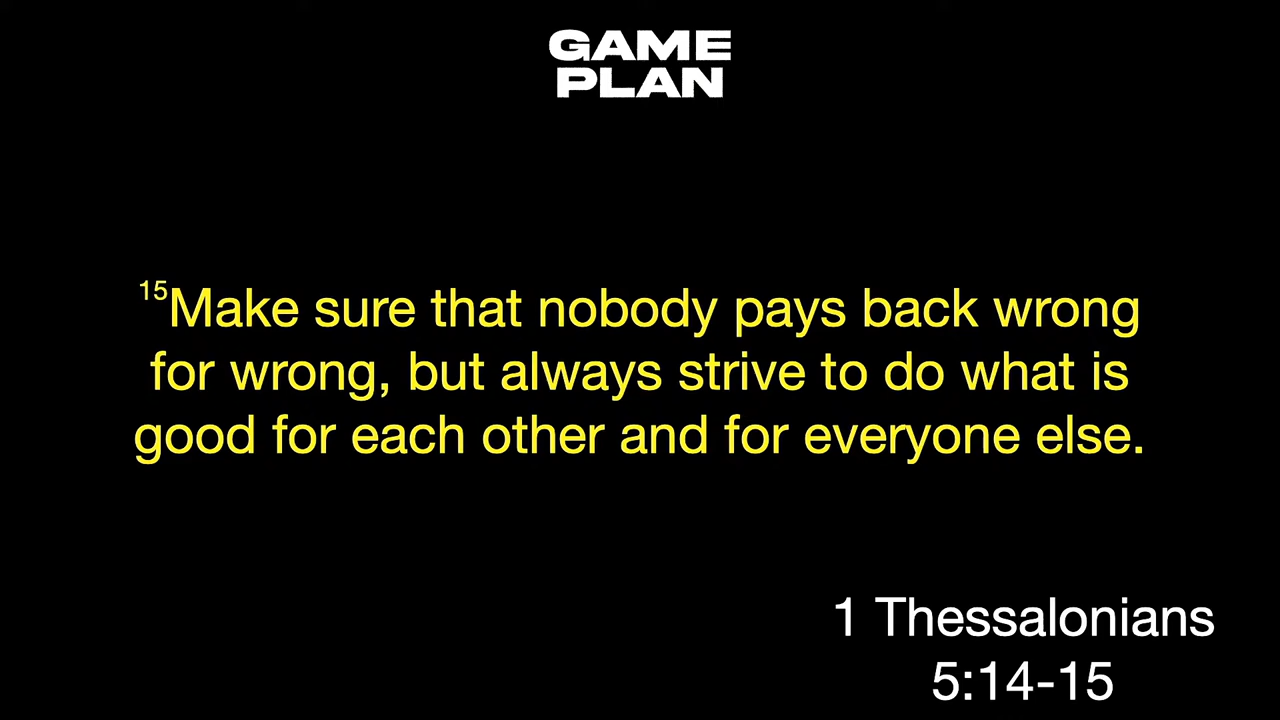 GAME
PLAN
15Make sure that nobody pays back wrong
for wrong, but always strive to do what is
good for each other and for everyone else.
1 Thessalonians
5:14-15